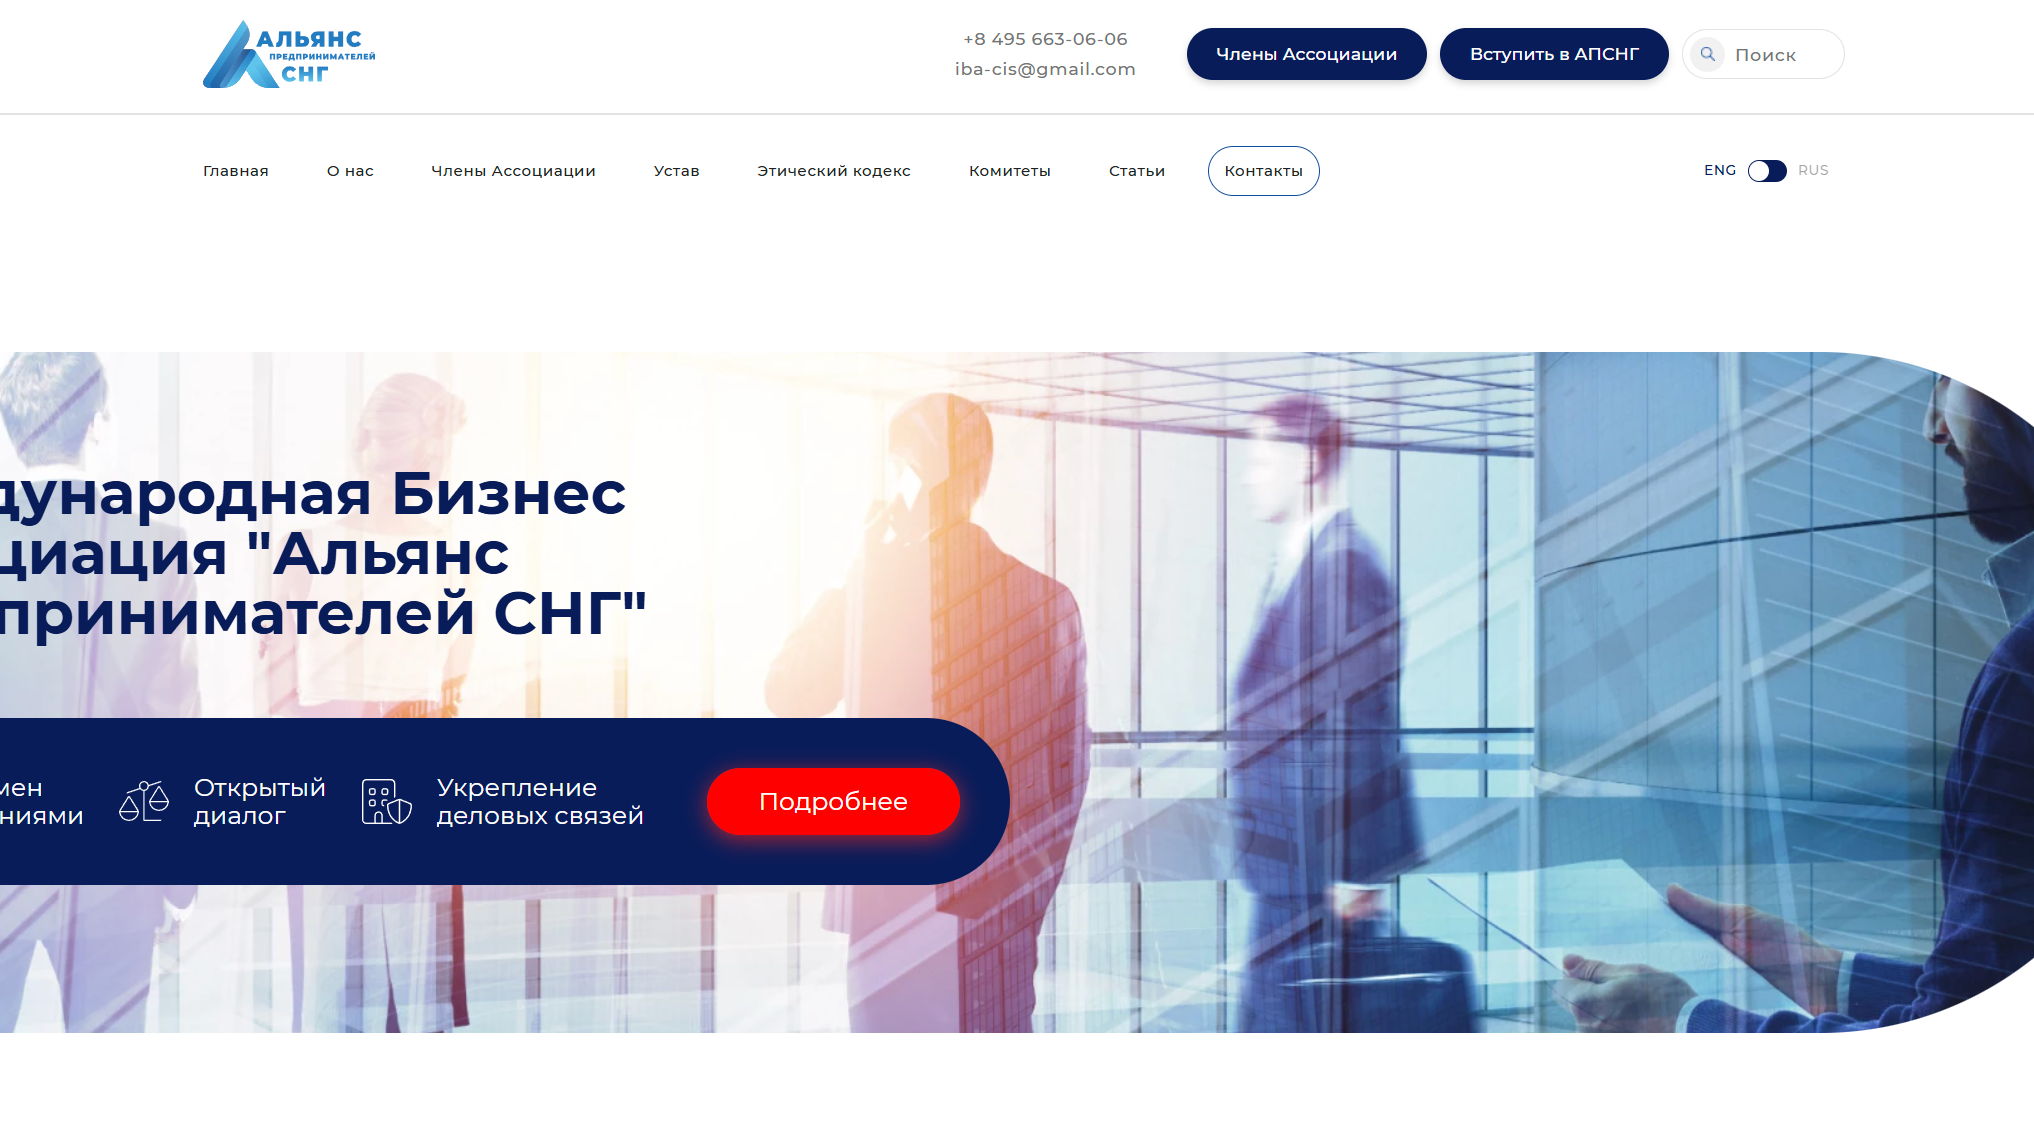 АЛЬЯНС
ПРЕДПРИНИМАТЕЛЕЙ
СНГ
+8 495 663-06-06
iba-cis@gmail.com
Члены Ассоциации
Вступить в АПСНГ
Поиск
Главная
О нас
Члены Ассоциации
Устав
Этический кодекс
Комитеты
Статьи
Контакты
ENG
RUS
дународная Бизнес
циация "Альянс
принимателей СНГ"
мен
ниями
Открытый
диалог
Укрепление
деловых связей
Подробнее